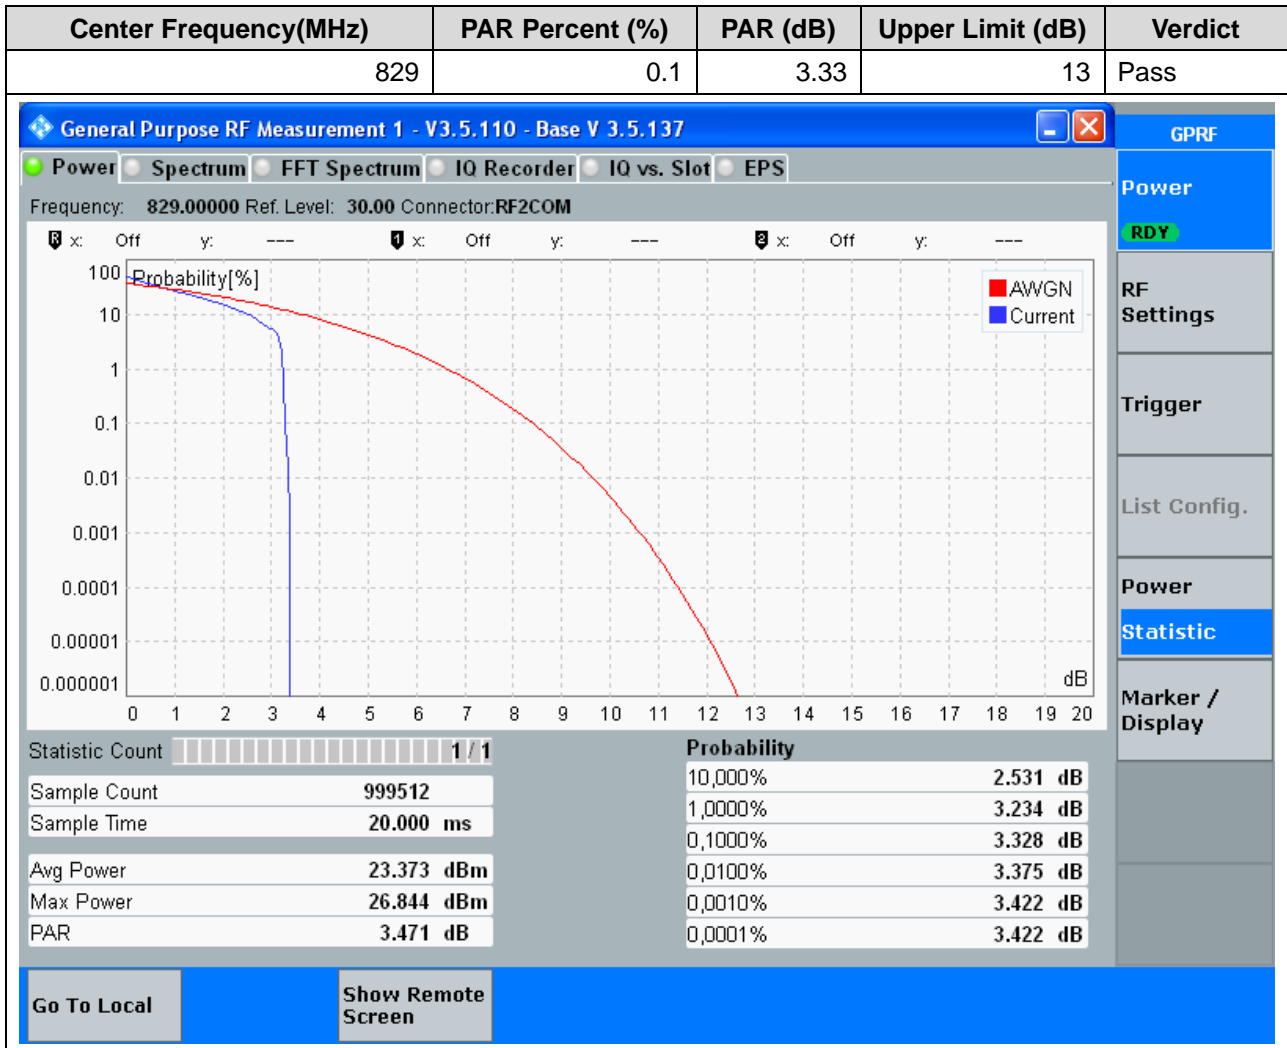 Center Frequency(MHz) PAR Percent (%) PAR (dB) Upper Limit (dB) Verdict
829 0.1 3.33 13 Pass
General Purpose RF Measurement 1 - V3.5.110 - Base V 3.5.137
GPRF
Power Spectrum FFT Spectrum IQ Recorder IQ vs. Slot EPS
Power
RDY
Frequency: 829.00000 Ref. Level: 30.00 Connector:RF2COM
R x: Off y: --- 1 x: Off y: --- 2 x: Off y: ---
100 Probability[%]
10
1
0.1
0.01
0.001
0.0001
0.00001
0.000001
AWGN
Current
dB
0 1 2 3 4 5 6 7 8 9 10 11 12 13 14 15 16 17 18 19 20
RF
Settings
Trigger
List Config.
Power
Statistic
Marker /
Display
Statistic Count 1 / 1
Sample Count 999512
Sample Time 20.000 ms
Avg Power 23.373 dBm
Max Power 26.844 dBm
PAR 3.471 dB
Probability
10,000% 2.531 dB
1,0000% 3.234 dB
0,1000% 3.328 dB
0,0100% 3.375 dB
0,0010% 3.422 dB
0,0001% 3.422 dB
Go To Local
Show Remote
Screen